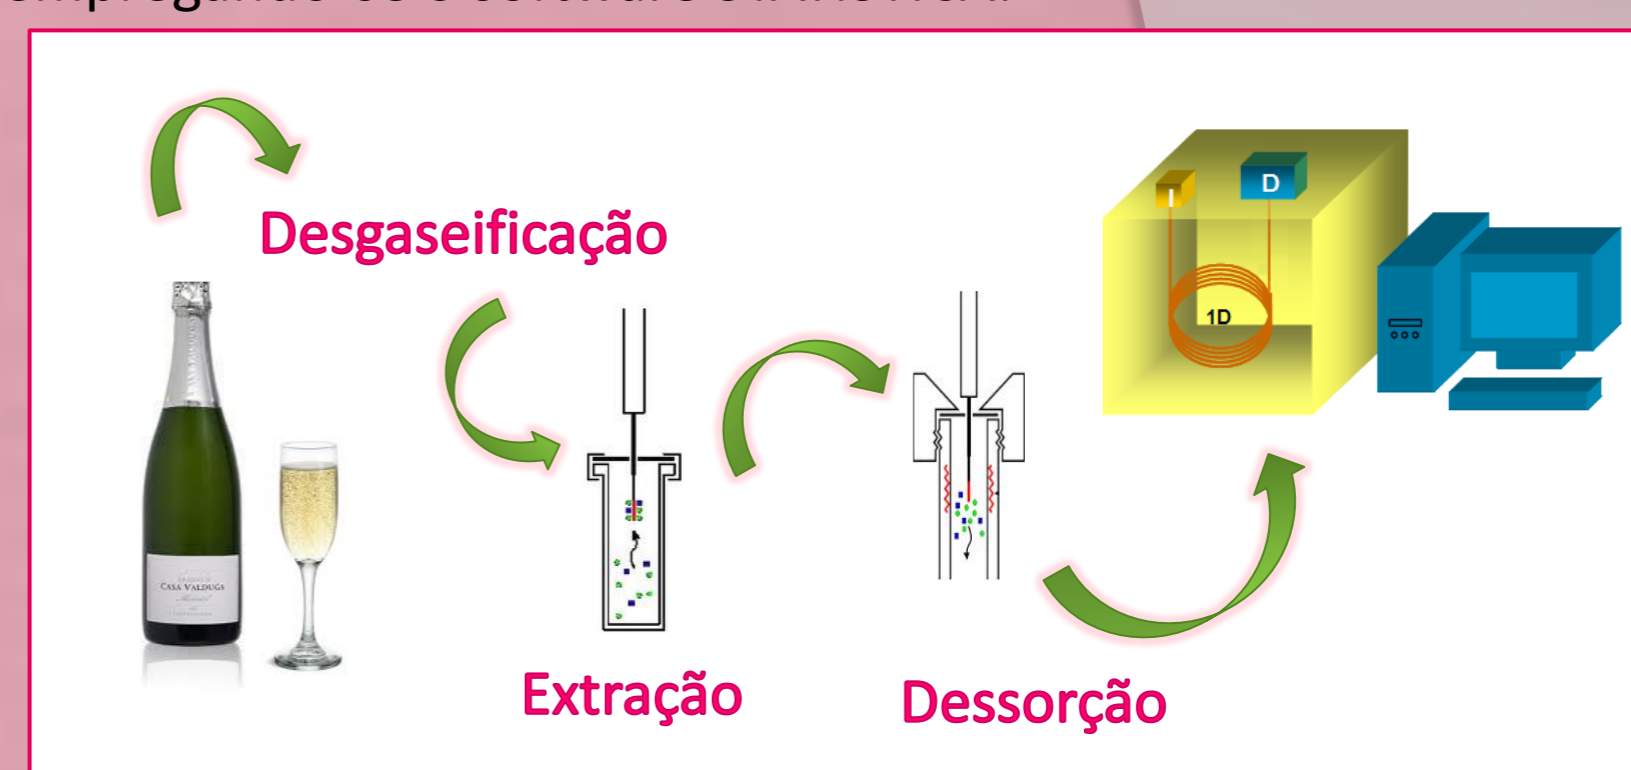 Desgaseificação
I
D
1D
CASA VALDUGA
Extração
Dessorção